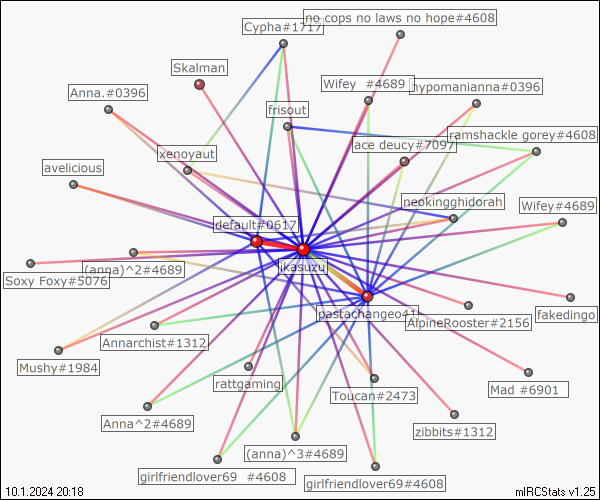 no cops no laws no hope#4608
Cypha#1717
Skalman
Wifey  #4689
hypomanianna#0396
Anna.#0396
frisout
ramshackle gorey#4608
ace deucy#7097
xenoyaut
avelicious
neokingghidorah
Wifey#4689
default#0617
(anna)^2#4689
ikasuzu
Soxy Foxy#5076
pastachangeo41
AlpineRooster#2156
fakedingo
Annarchist#1312
Mushy#1984
rattgaming
Toucan#2473
Mad #6901
Anna^2#4689
zibbits#1312
(anna)^3#4689
girlfriendlover69  #4608
girlfriendlover69#4608
10.1.2024 20:18
mIRCStats v1.25